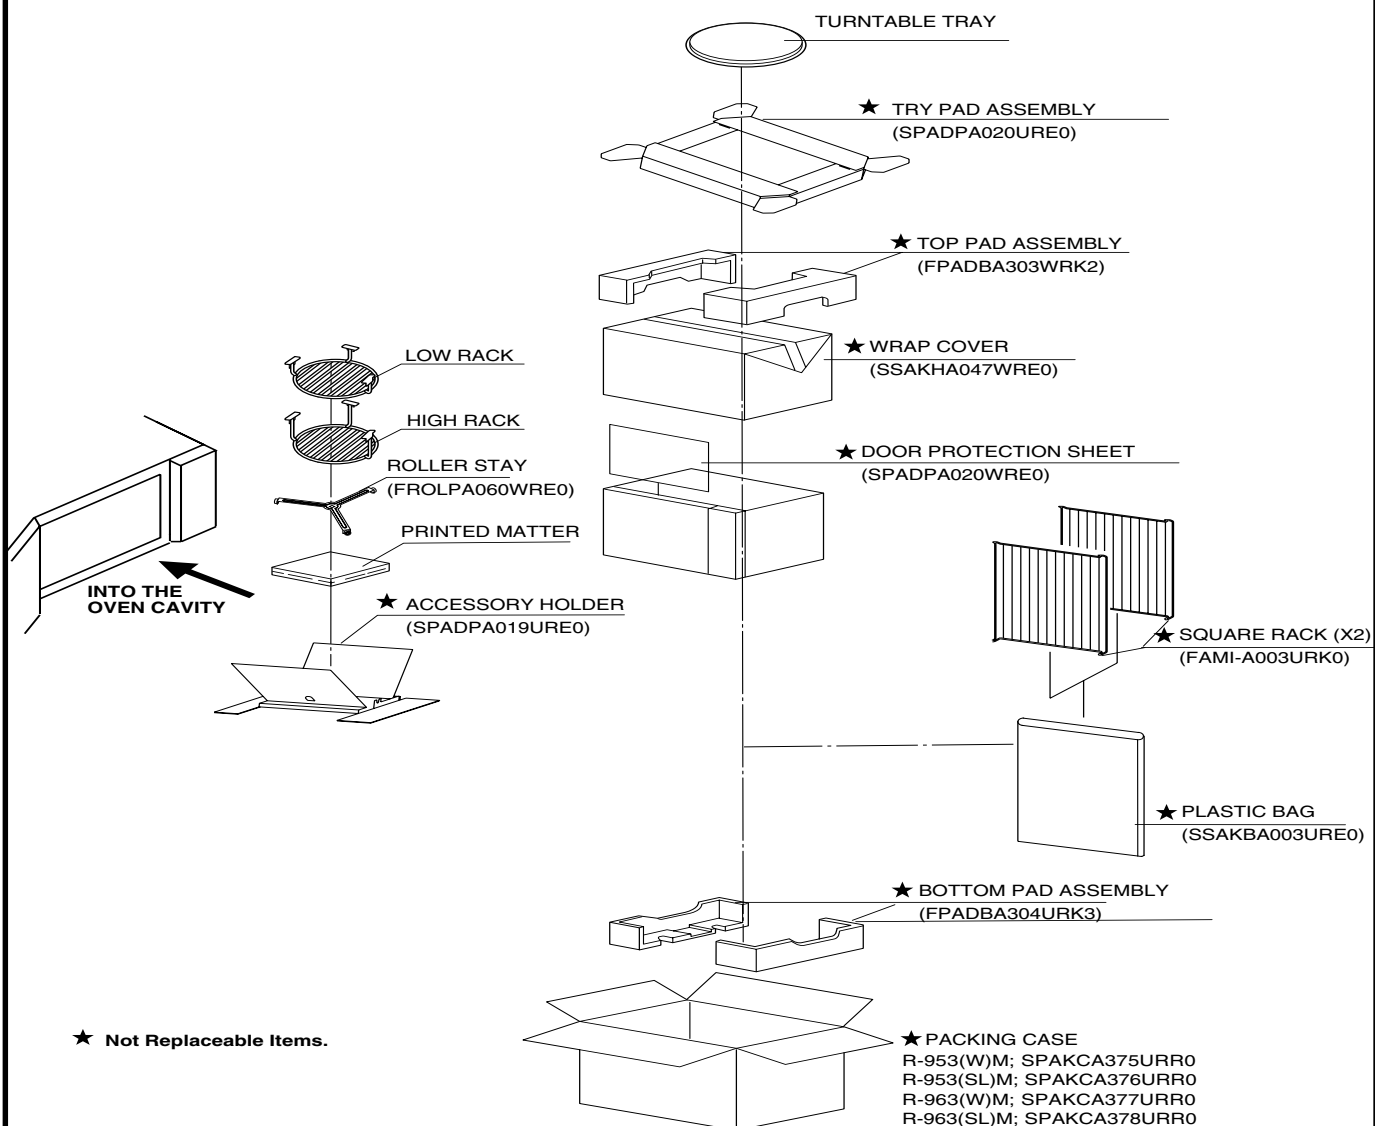 TURNTABLE TRAY
★ TRY PAD ASSEMBLY
(SPADPA020URE0)
★ TOP PAD ASSEMBLY
(FPADBA303WRK2)
★ WRAP COVER
(SSAKHA047WRE0)
LOW RACK
HIGH RACK
★ DOOR PROTECTION SHEET
(SPADPA020WRE0)
ROLLER STAY
(FROLPA060WRE0)
PRINTED MATTER
INTO THE
OVEN CAVITY
★ ACCESSORY HOLDER
(SPADPA019URE0)
★ SQUARE RACK (X2)
(FAMI-A003URK0)
★ PLASTIC BAG
(SSAKBA003URE0)
★ BOTTOM PAD ASSEMBLY
(FPADBA304URK3)
★ Not Replaceable Items.
★ PACKING CASE
R-953(W)M; SPAKCA375URR0
R-953(SL)M; SPAKCA376URR0
R-963(W)M; SPAKCA377URR0
R-963(SL)M; SPAKCA378URR0